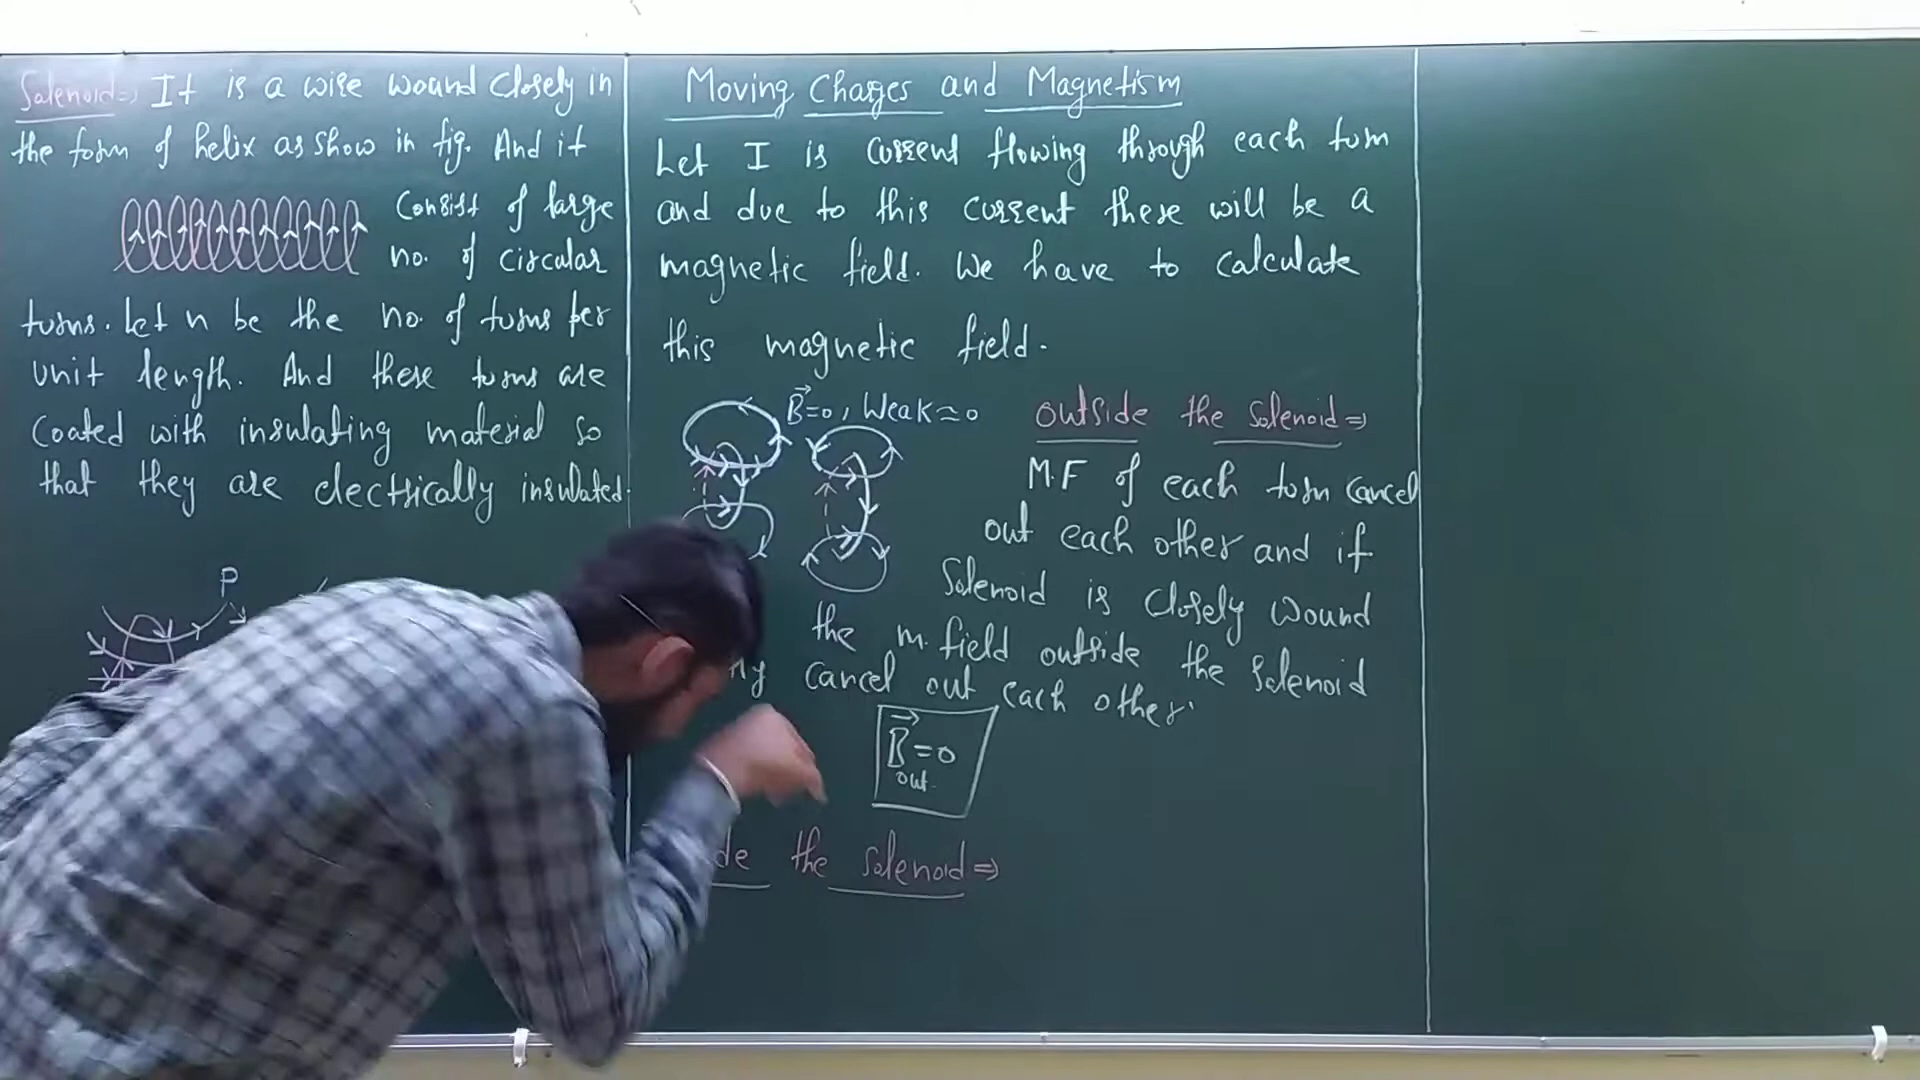 Solenoid ⇒ It is a wire wound closely in
the form of helix as show in fig. And it
consist of large
no. of circular
turns. Let n be the no. of turns per
unit length. And these turns are
coated with insulating material so
that they are electrically insulated.
P
Moving Charges and Magnetism
Let I is current flowing through each turn
and due to this current there will be a
magnetic field. We have to calculate
this magnetic field.
B⃗=0, Weak≈0
outside the solenoid ⇒
M.F of each turn cancel
out each other and if
Solenoid is closely wound
the m. field outside the Solenoid
cancel out each other.
B⃗=0
out.
the solenoid ⇒